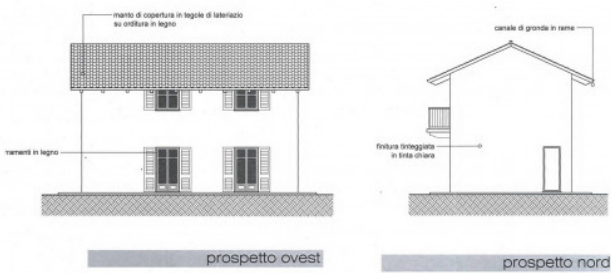 manto di copertura in tegole di laterizio
su orditura in legno
canale di gronda in rame
in legno
finitura tinteggiata
in tinta chiara
prospetto ovest
prospetto nord